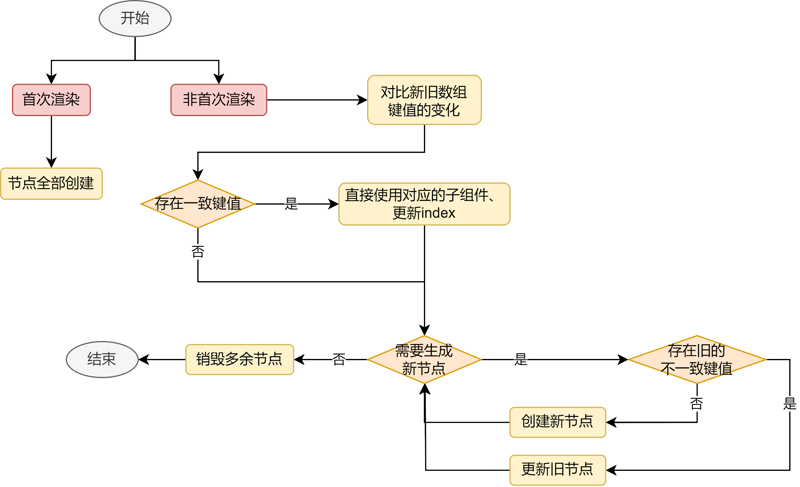 开始
首次渲染
非首次渲染
对比新旧数组
键值的变化
节点全部创建
存在一致键值
是
直接使用对应的子组件、
更新index
否
结束
销毁多余节点
否
需要生成
新节点
是
存在旧的
不一致键值
否
是
创建新节点
更新旧节点